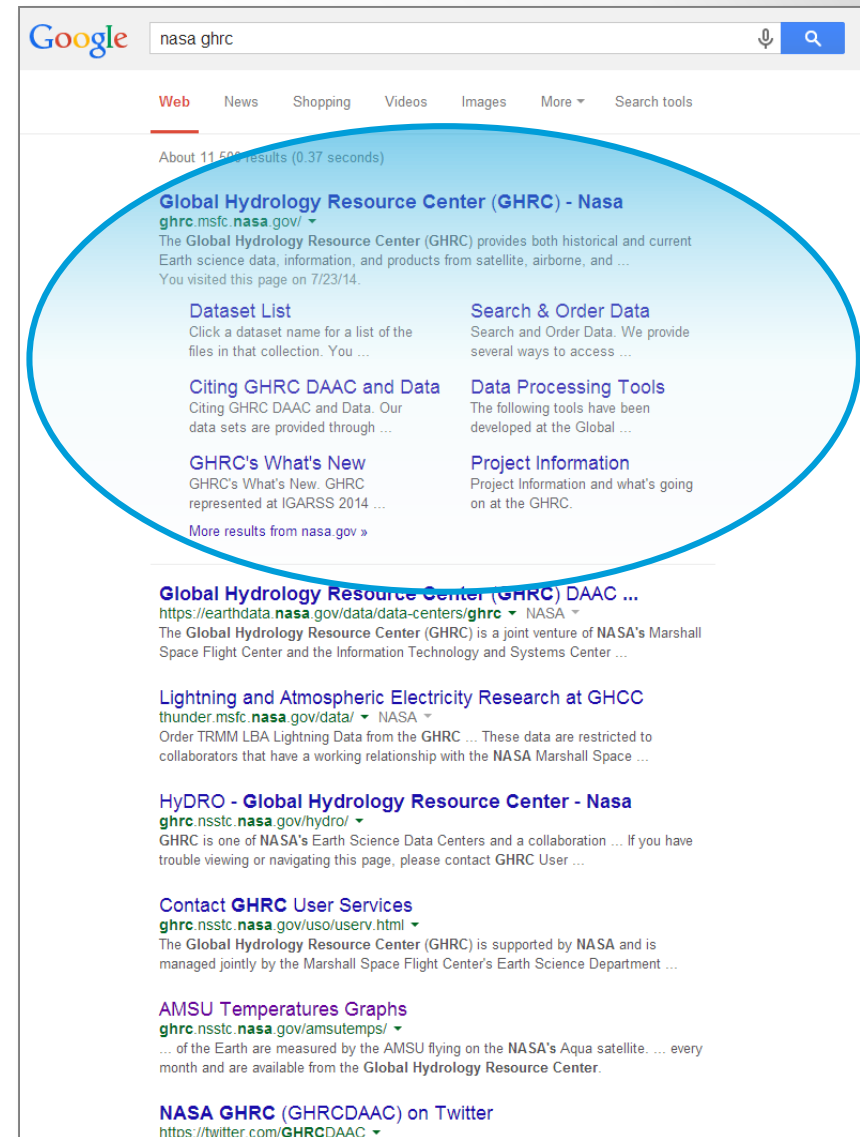 Google
nasa ghrc
Web News Shopping Videos Images More Search tools
About 11,500 results (0.37 seconds)
Global Hydrology Resource Center (GHRC) - Nasa
ghrc.msfc.nasa.gov/
The Global Hydrology Resource Center (GHRC) provides both historical and current
Earth science data, information, and products from satellite, airborne, and ...
You visited this page on 7/23/14.
Dataset List
Click a dataset name for a list of the
files in that collection. You ...
Search & Order Data
Search and Order Data. We provide
several ways to access ...
Citing GHRC DAAC and Data
Citing GHRC DAAC and Data. Our
data sets are provided through ...
Data Processing Tools
The following tools have been
developed at the Global ...
GHRC's What's New
GHRC's What's New. GHRC
represented at IGARSS 2014 ...
Project Information
Project Information and what's going
on at the GHRC.
More results from nasa.gov »
Global Hydrology Resource Center (GHRC) DAAC ...
https://earthdata.nasa.gov/data/data-centers/ghrc NASA
The Global Hydrology Resource Center (GHRC) is a joint venture of NASA's Marshall
Space Flight Center and the Information Technology and Systems Center ...
Lightning and Atmospheric Electricity Research at GHCC
thunder.msfc.nasa.gov/data/ NASA
Order TRMM LBA Lightning Data from the GHRC ... These data are restricted to
collaborators that have a working relationship with the NASA Marshall Space ...
HyDRO - Global Hydrology Resource Center - Nasa
ghrc.nsstc.nasa.gov/hydro/
GHRC is one of NASA's Earth Science Data Centers and a collaboration ... If you have
trouble viewing or navigating this page, please contact GHRC User ...
Contact GHRC User Services
ghrc.nsstc.nasa.gov/uso/userv.html
The Global Hydrology Resource Center (GHRC) is supported by NASA and is
managed jointly by the Marshall Space Flight Center's Earth Science Department ...
AMSU Temperatures Graphs
ghrc.nsstc.nasa.gov/amsutemps/
... of the Earth are measured by the AMSU flying on the NASA's Aqua satellite. ... every
month and are available from the Global Hydrology Resource Center.
NASA GHRC (GHRCDAAC) on Twitter
https://twitter.com/GHRCDAAC